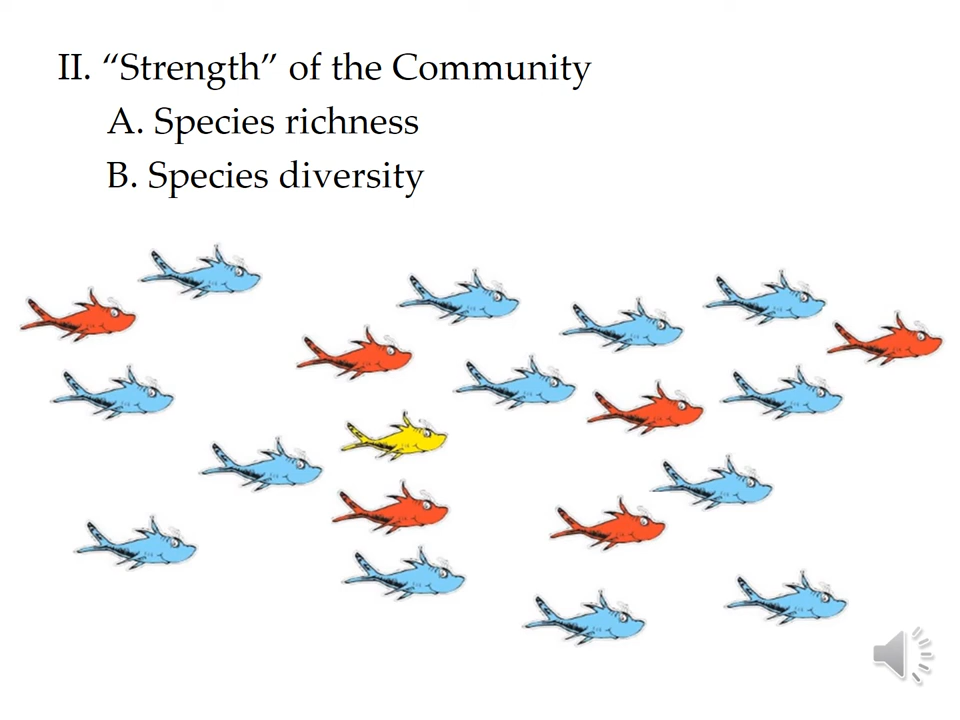 II. “Strength” of the Community
A. Species richness
B. Species diversity